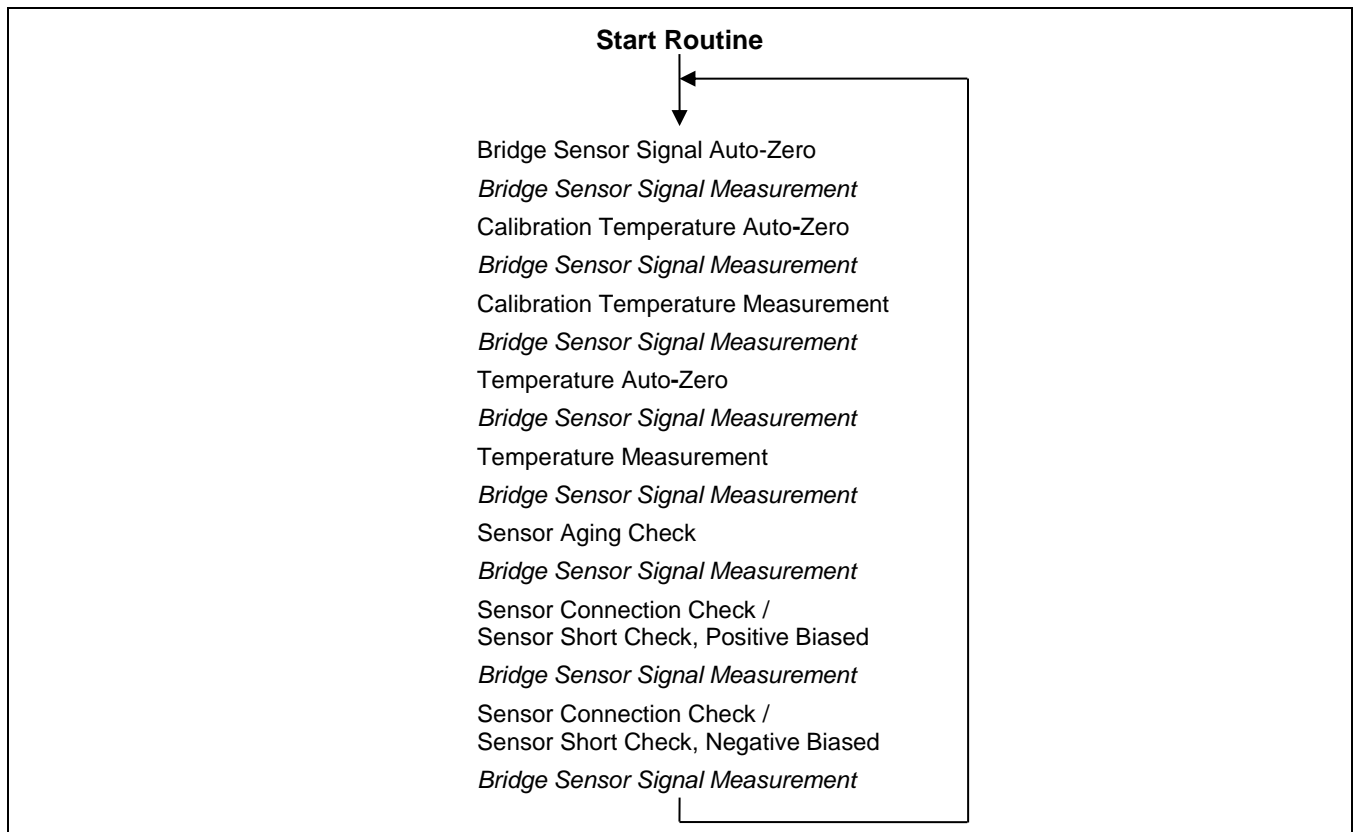 Start Routine
Bridge Sensor Signal Auto-Zero
Bridge Sensor Signal Measurement
Calibration Temperature Auto-Zero
Bridge Sensor Signal Measurement
Calibration Temperature Measurement
Bridge Sensor Signal Measurement
Temperature Auto-Zero
Bridge Sensor Signal Measurement
Temperature Measurement
Bridge Sensor Signal Measurement
Sensor Aging Check
Bridge Sensor Signal Measurement
Sensor Connection Check /
Sensor Short Check, Positive Biased
Bridge Sensor Signal Measurement
Sensor Connection Check /
Sensor Short Check, Negative Biased
Bridge Sensor Signal Measurement